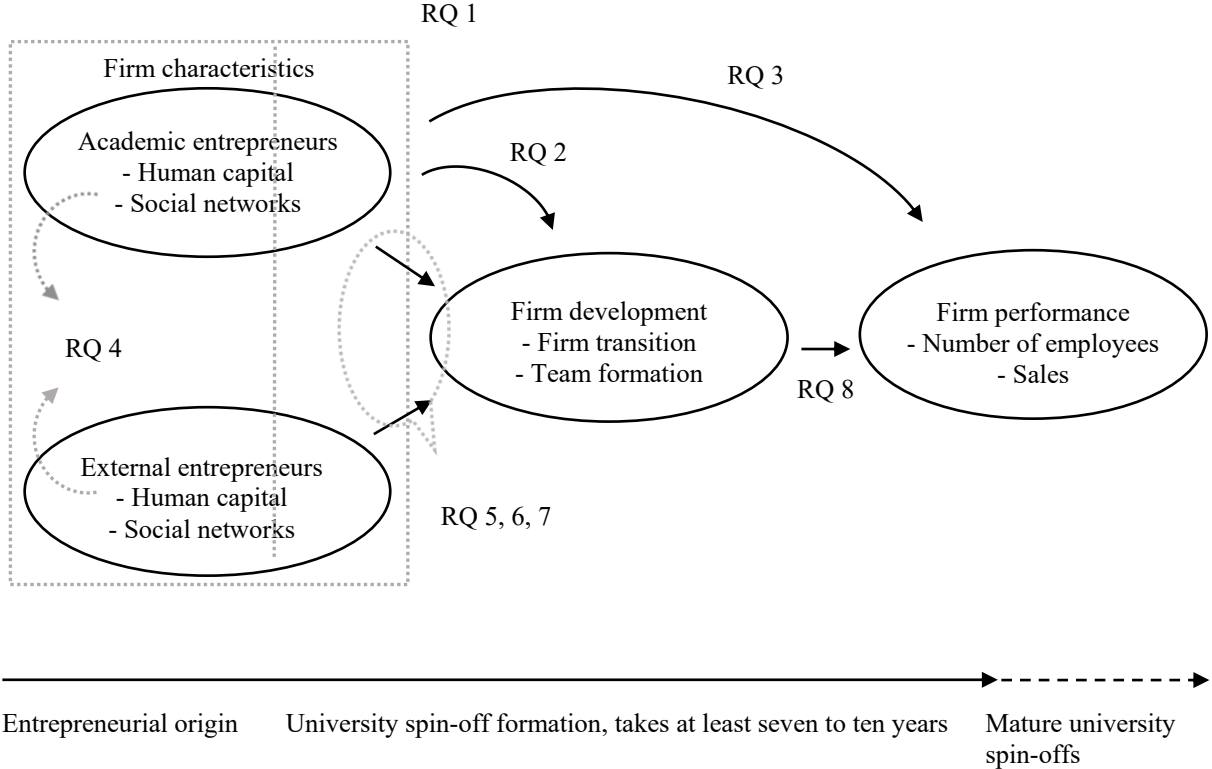 RQ 1
Firm characteristics
RQ 3
Academic entrepreneurs
- Human capital
- Social networks
RQ 2
Firm development
- Firm transition
- Team formation
Firm performance
- Number of employees
- Sales
RQ 4
RQ 8
External entrepreneurs
- Human capital
- Social networks
RQ 5, 6, 7
Entrepreneurial origin
University spin-off formation, takes at least seven to ten years
Mature university
spin-offs